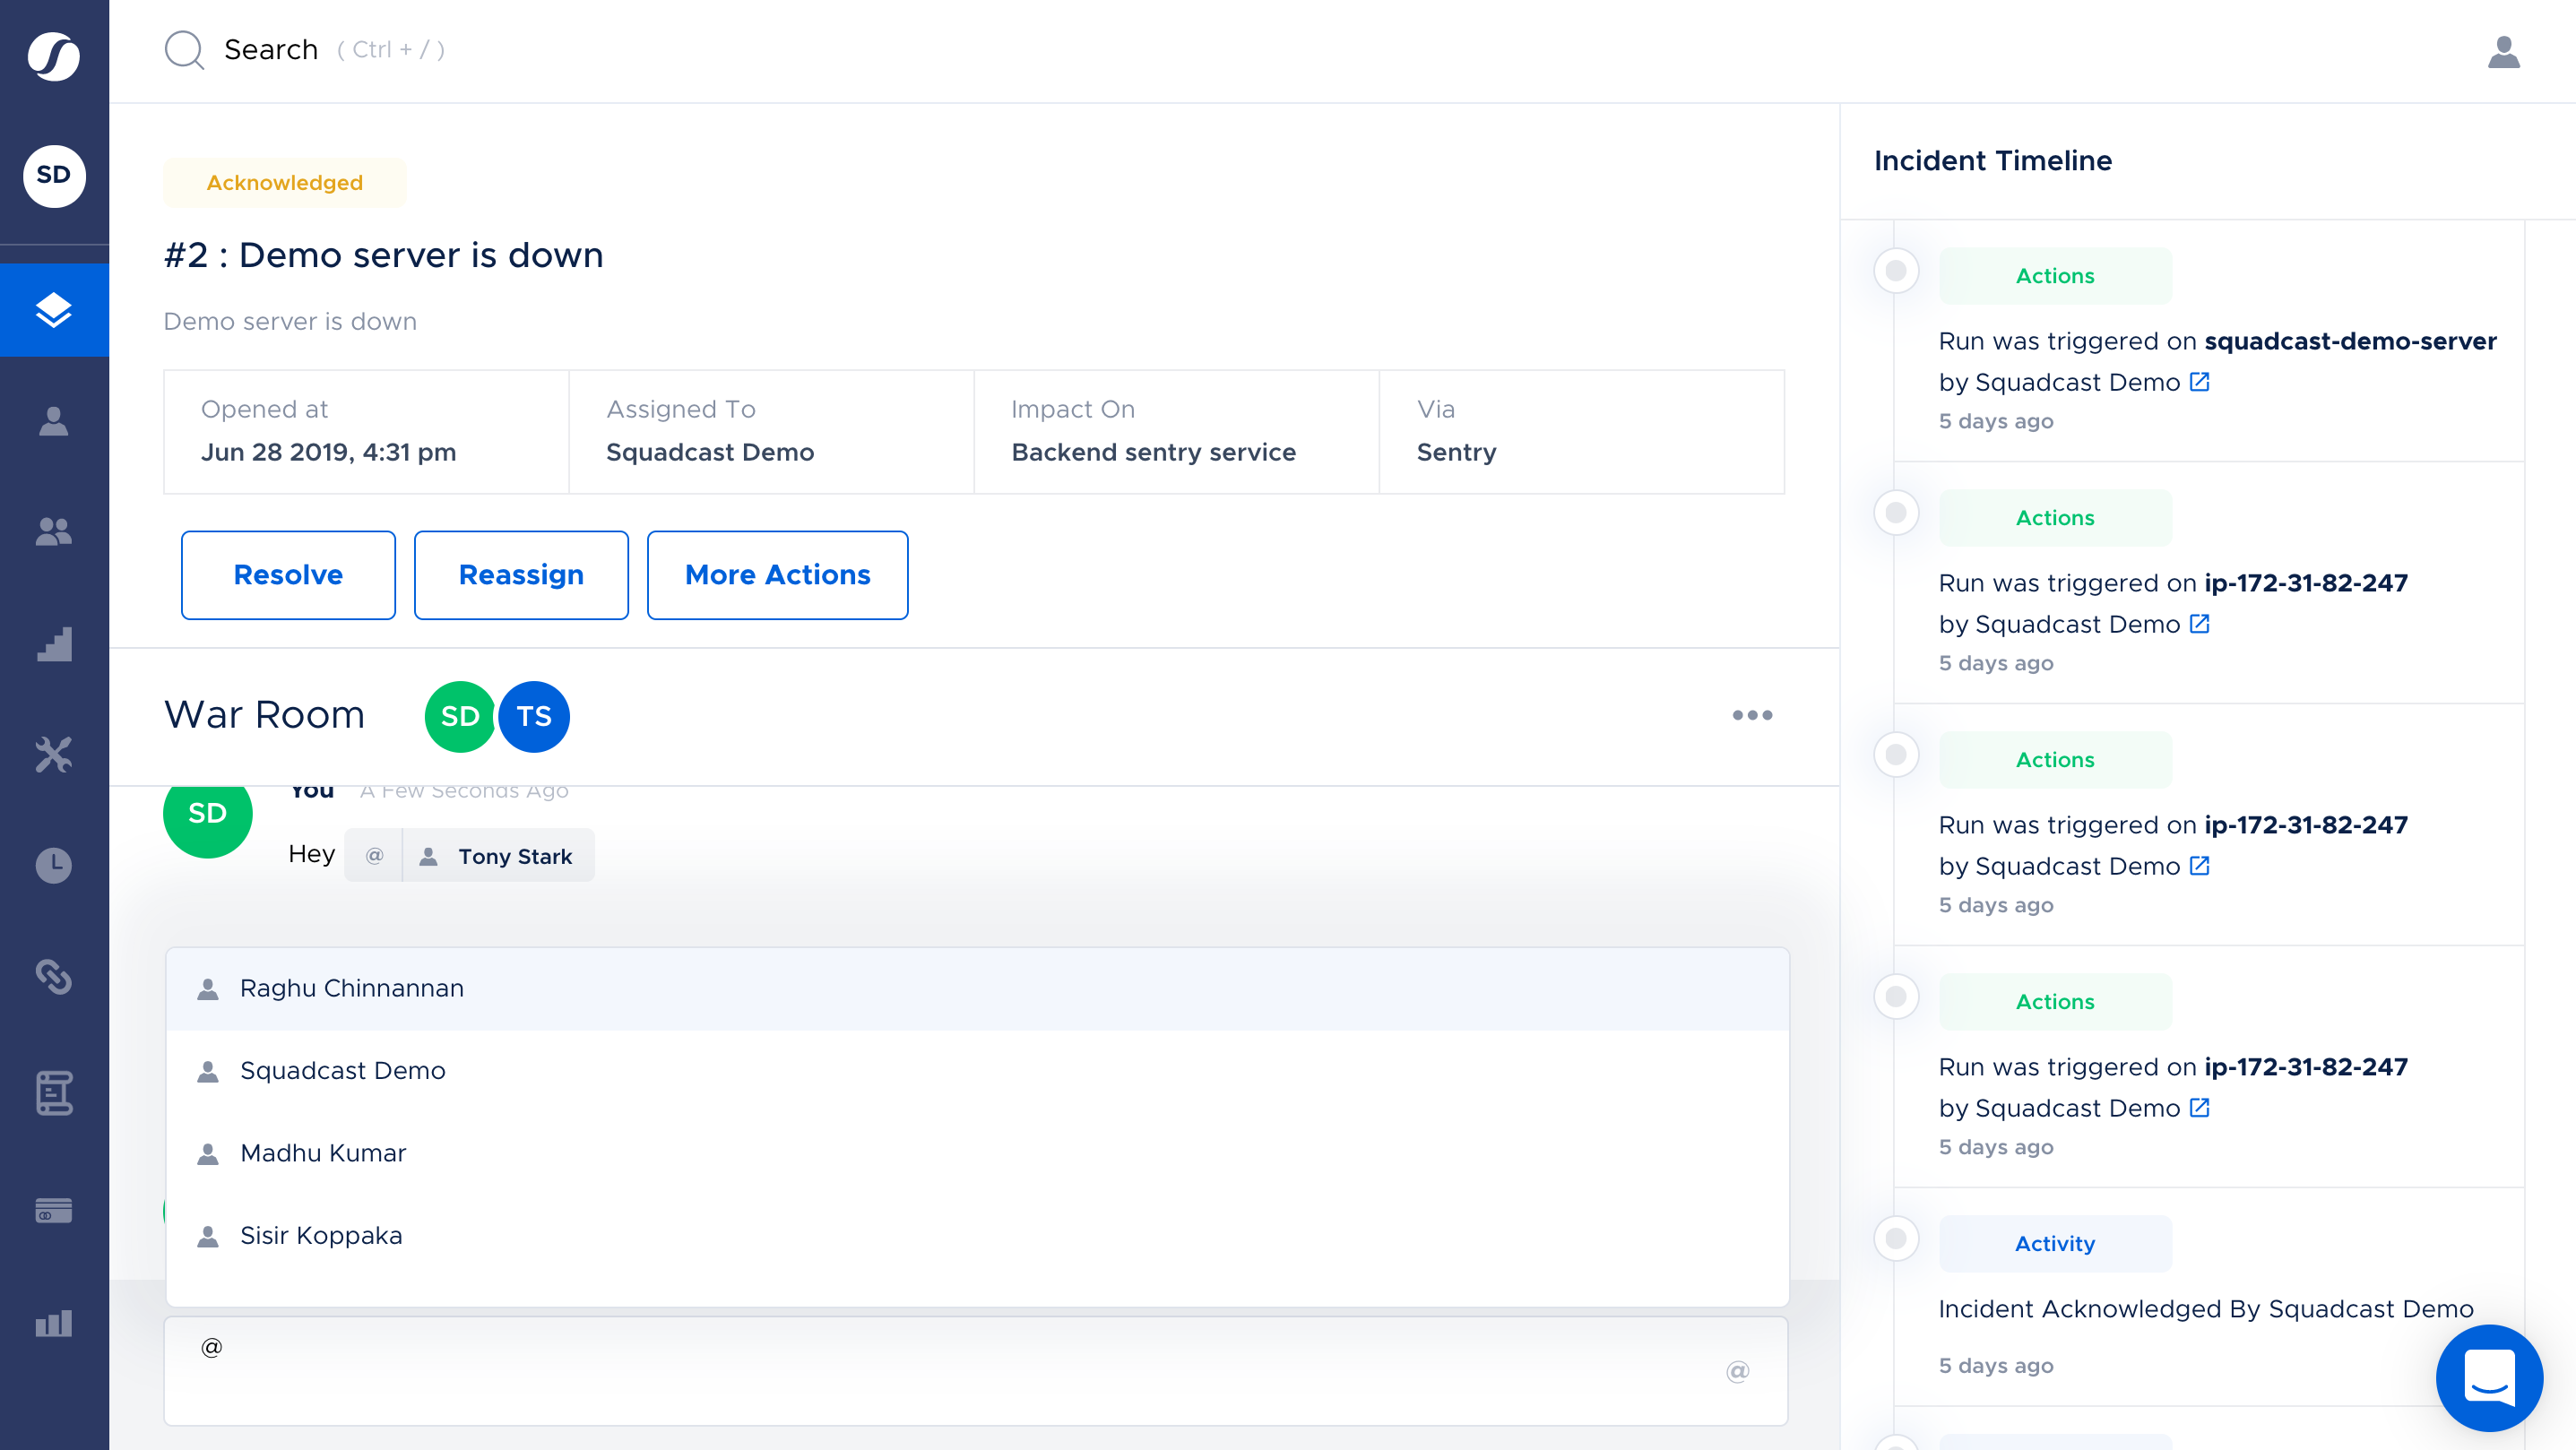 Search ( Ctrl + / )
SD
Acknowledged
#2 : Demo server is down
Demo server is down
Opened at
Jun 28 2019, 4:31 pm
Assigned To
Squadcast Demo
Impact On
Backend sentry service
Via
Sentry
Resolve
Reassign
More Actions
War Room
SD
TS
SD
You A Few Seconds Ago
Hey @ Tony Stark
Raghu Chinnannan
Squadcast Demo
Madhu Kumar
Sisir Koppaka
@
@
Incident Timeline
Actions
Run was triggered on squadcast-demo-server
by Squadcast Demo
5 days ago
Actions
Run was triggered on ip-172-31-82-247
by Squadcast Demo
5 days ago
Actions
Run was triggered on ip-172-31-82-247
by Squadcast Demo
5 days ago
Actions
Run was triggered on ip-172-31-82-247
by Squadcast Demo
5 days ago
Activity
Incident Acknowledged By Squadcast Demo
5 days ago